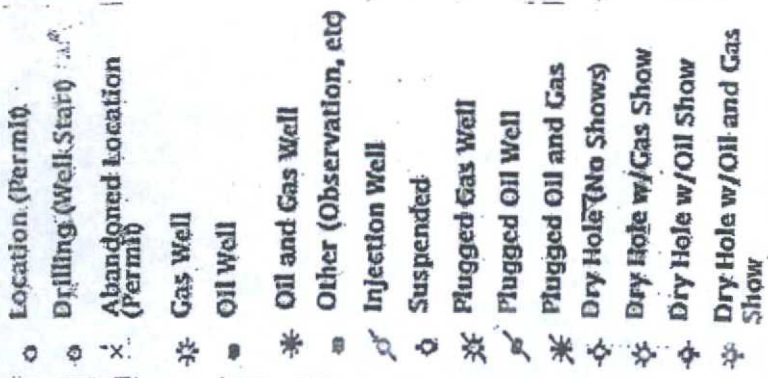 Location (Permit)
Drilling (Well Start)
Abandoned Location
(Permit)
Gas Well
Oil Well
Oil and Gas Well
Other (Observation, etc)
Injection Well
Suspended
Plugged Gas Well
Plugged Oil Well
Plugged Oil and Gas
Dry Hole (No Shows)
Dry Hole w/Gas Show
Dry Hole w/Oil Show
Dry Hole w/Oil and Gas
Show